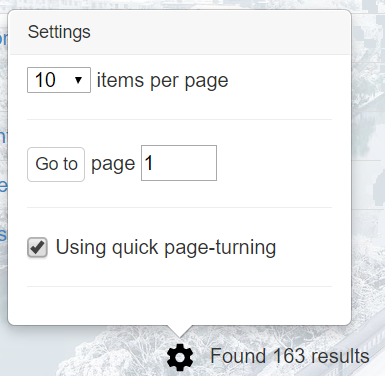 Settings
10 items per page
Go to page 1
Using quick page-turning
Found 163 results